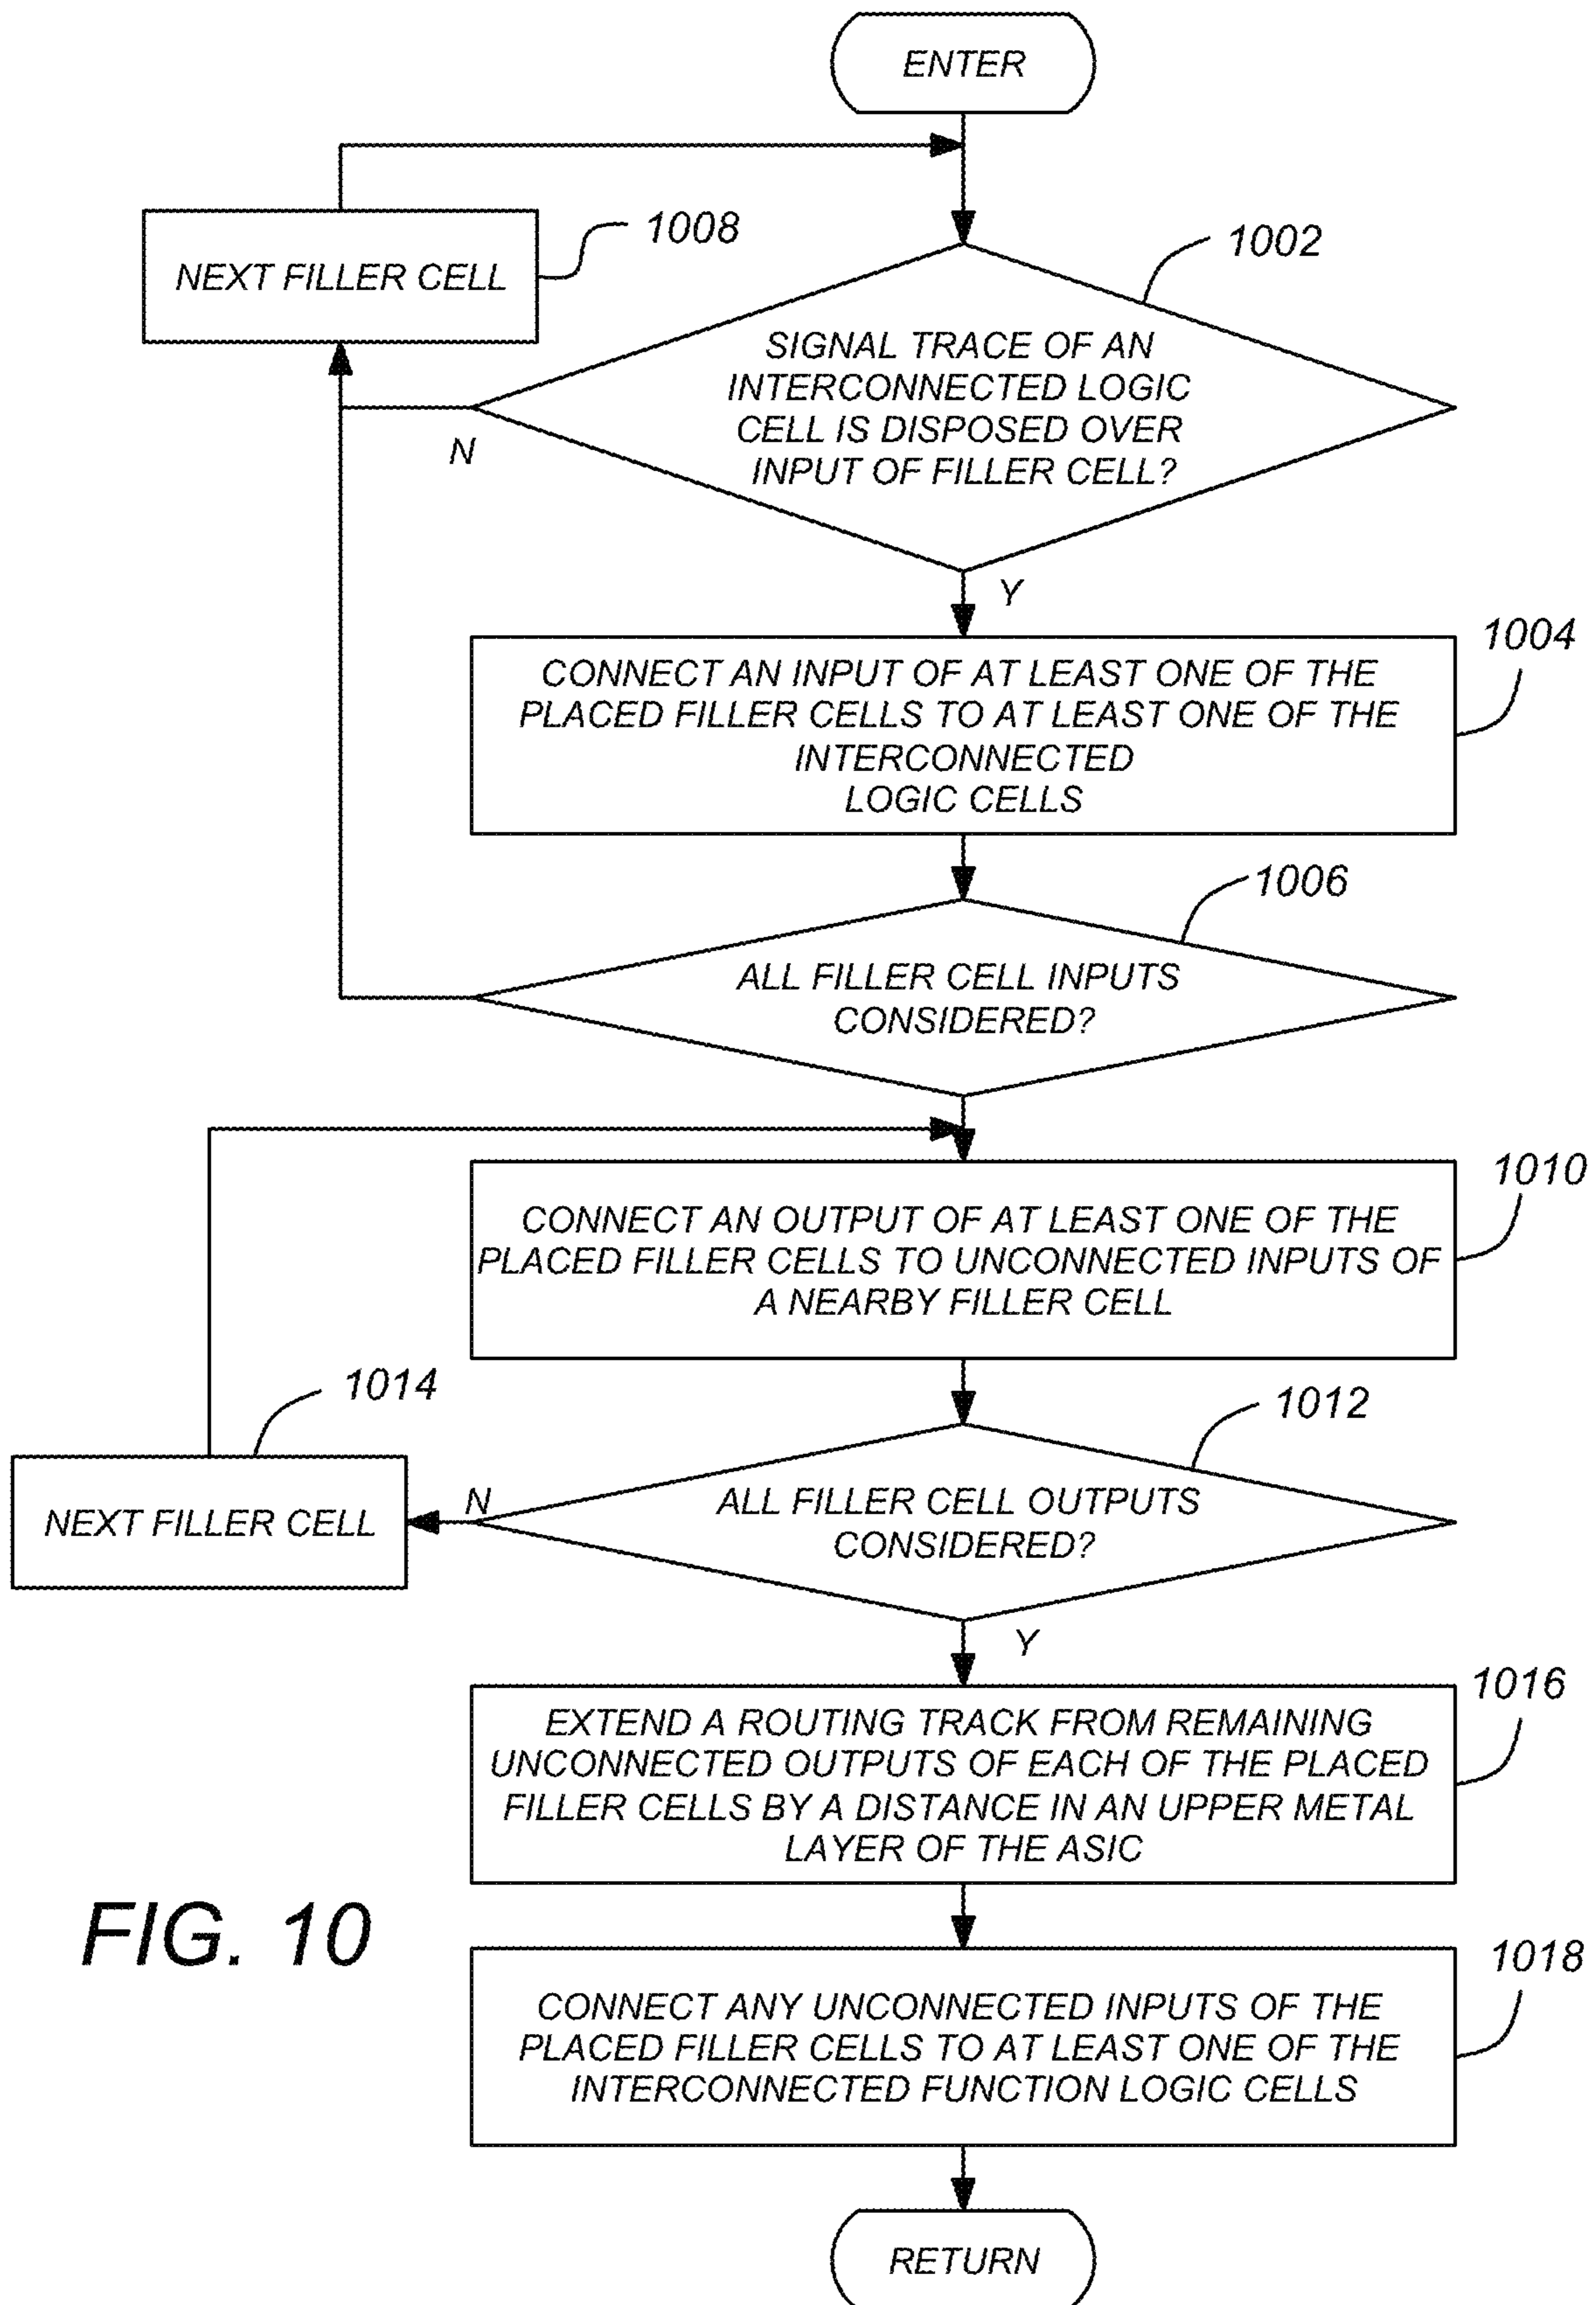 ENTER
1008
NEXT FILLER CELL
1002
SIGNAL TRACE OF AN
INTERCONNECTED LOGIC
CELL IS DISPOSED OVER
INPUT OF FILLER CELL?
N
Y
1004
CONNECT AN INPUT OF AT LEAST ONE OF THE
PLACED FILLER CELLS TO AT LEAST ONE OF THE
INTERCONNECTED
LOGIC CELLS
1006
ALL FILLER CELL INPUTS
CONSIDERED?
1010
CONNECT AN OUTPUT OF AT LEAST ONE OF THE
PLACED FILLER CELLS TO UNCONNECTED INPUTS OF
A NEARBY FILLER CELL
1014
NEXT FILLER CELL
1012
N
ALL FILLER CELL OUTPUTS
CONSIDERED?
Y
1016
EXTEND A ROUTING TRACK FROM REMAINING
UNCONNECTED OUTPUTS OF EACH OF THE PLACED
FILLER CELLS BY A DISTANCE IN AN UPPER METAL
LAYER OF THE ASIC
FIG. 10
1018
CONNECT ANY UNCONNECTED INPUTS OF THE
PLACED FILLER CELLS TO AT LEAST ONE OF THE
INTERCONNECTED FUNCTION LOGIC CELLS
RETURN